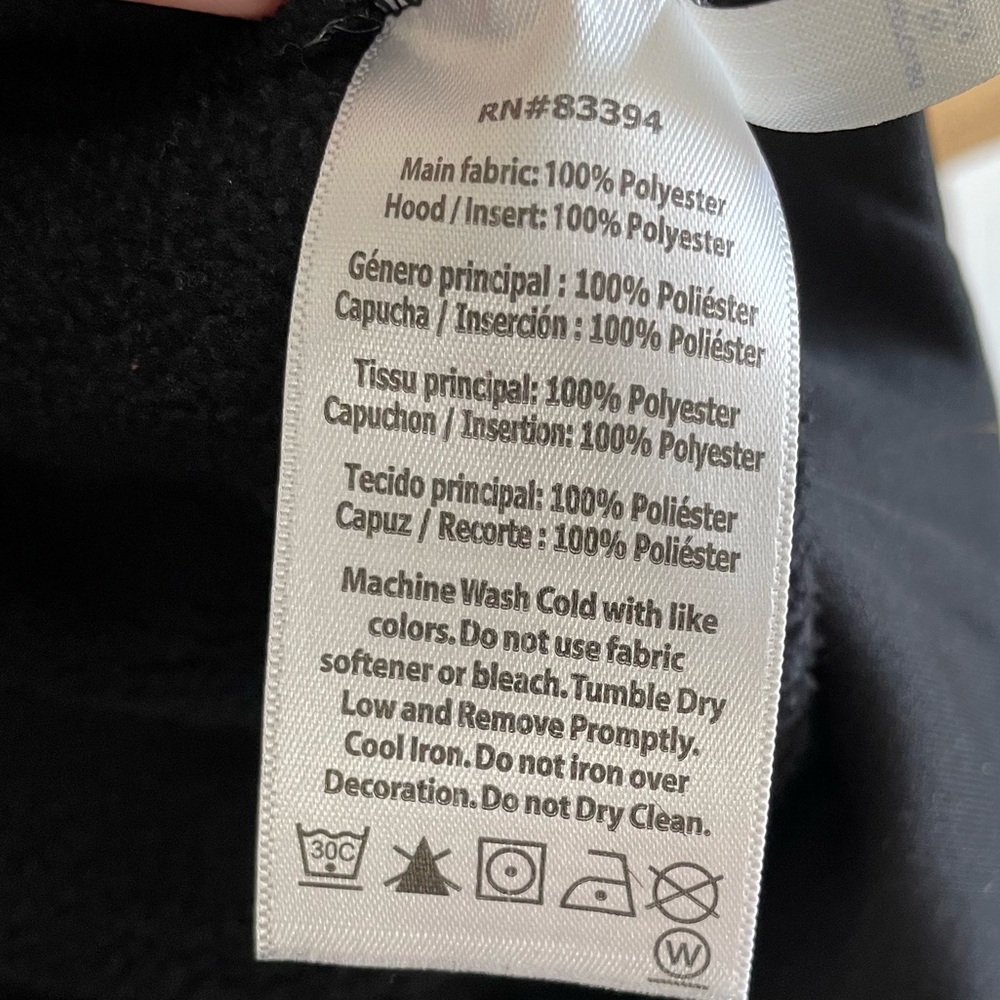 RN#83394
Main fabric: 100% Polyester
Hood / Insert: 100% Polyester
Género principal : 100% Poliéster
Capucha / Inserción : 100% Poliéster
Tissu principal: 100% Polyester
Capuchon / Insertion: 100% Polyester
Tecido principal: 100% Poliéster
Capuz / Recorte : 100% Poliéster
Machine Wash Cold with like
colors. Do not use fabric
softener or bleach. Tumble Dry
Low and Remove Promptly.
Cool Iron. Do not iron over
Decoration. Do not Dry Clean.
30C
W